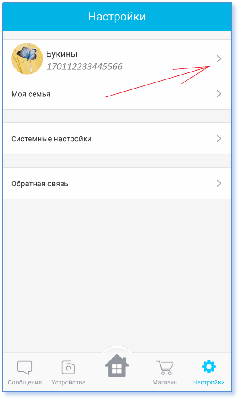 Настройки
Букины
170112233445566
Моя семья
Системные настройки
Обратная связь
Сообщения Устройства Магазин Настройки